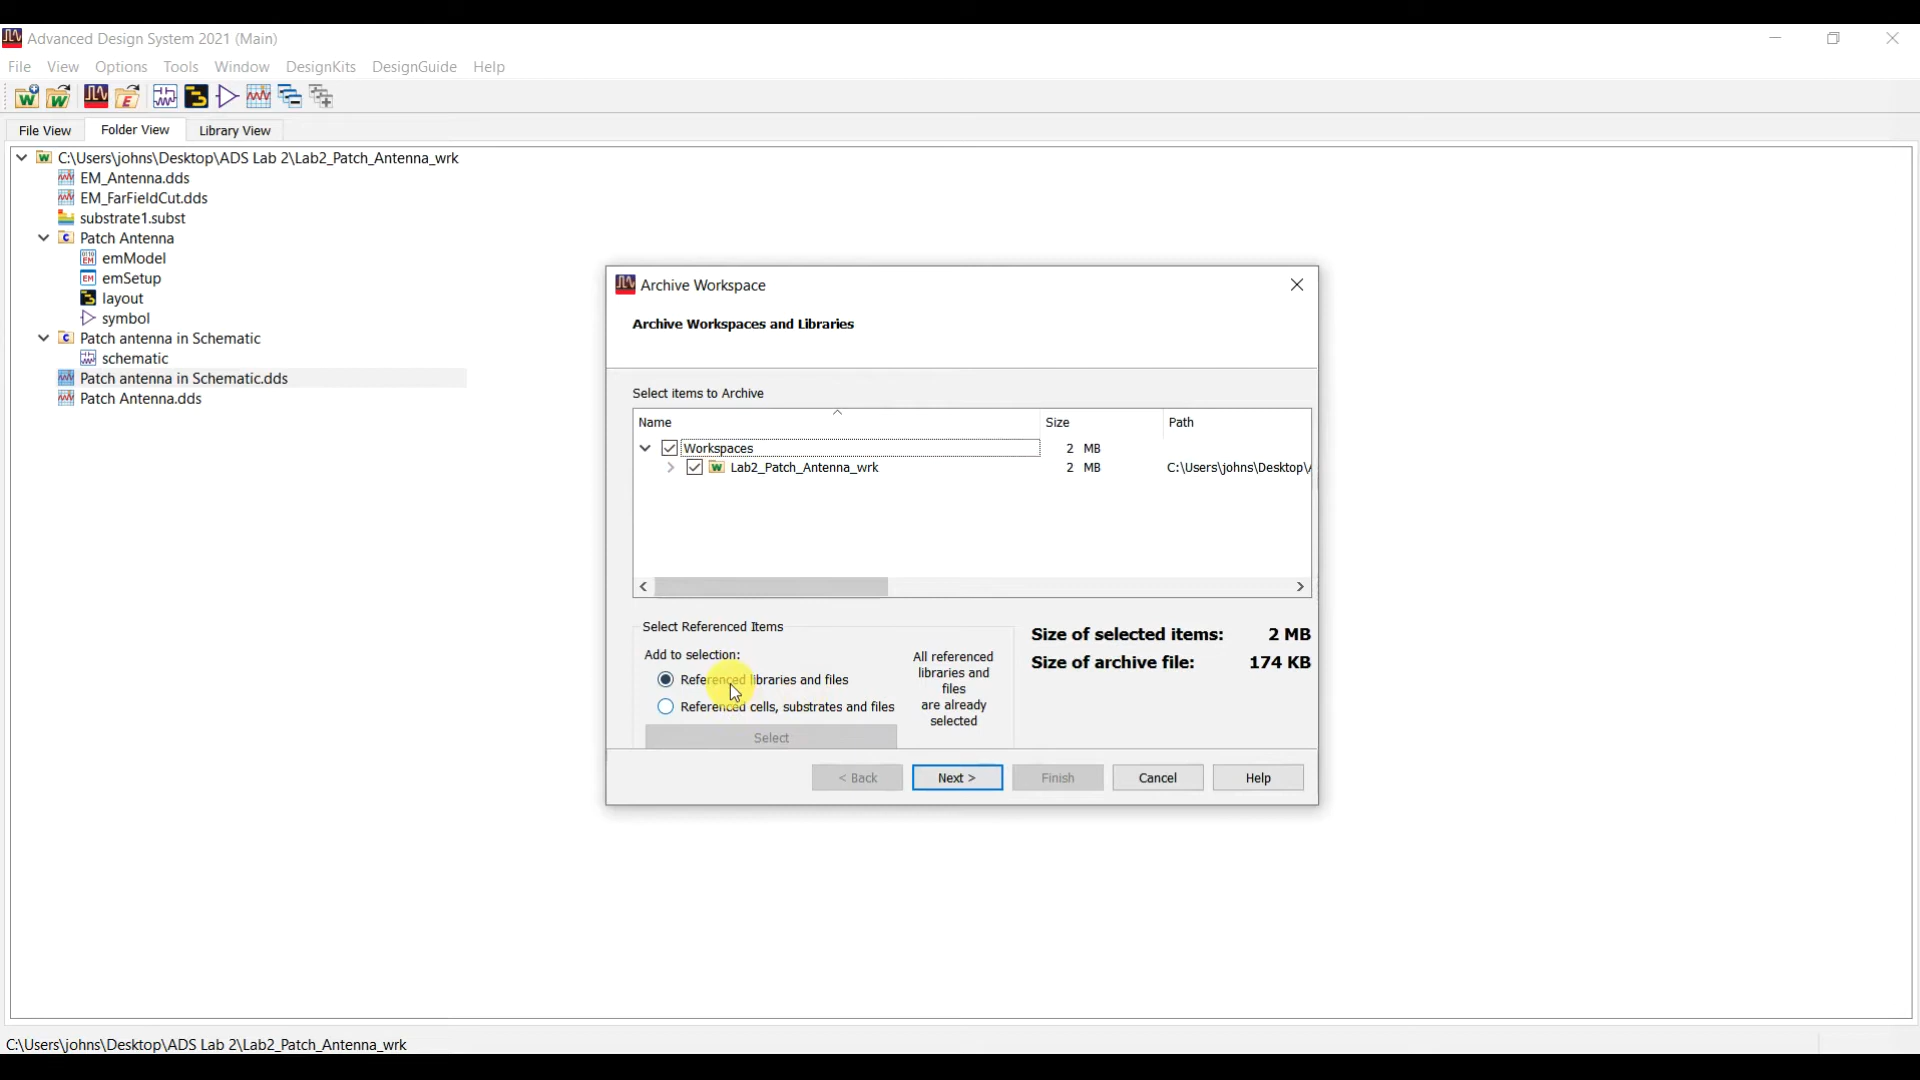 Advanced Design System 2021 (Main)
File View Options Tools Window DesignKits DesignGuide Help
File View Folder View Library View
C:\Users\johns\Desktop\ADS Lab 2\Lab2_Patch_Antenna_wrk
EM_Antenna.dds
EM_FarFieldCut.dds
substrate1.subst
Patch Antenna
emModel
emSetup
layout
symbol
Patch antenna in Schematic
schematic
Patch antenna in Schematic.dds
Patch Antenna.dds
Archive Workspace
Archive Workspaces and Libraries
Select items to Archive
Name Size Path
Workspaces 2 MB
Lab2_Patch_Antenna_wrk 2 MB C:\Users\johns\Desktop\
Select Referenced Items
Add to selection:
Referenced libraries and files
Referenced cells, substrates and files
Select
All referenced
libraries and
files
are already
selected
Size of selected items: 2 MB
Size of archive file: 174 KB
< Back Next > Finish Cancel Help
C:\Users\johns\Desktop\ADS Lab 2\Lab2_Patch_Antenna_wrk